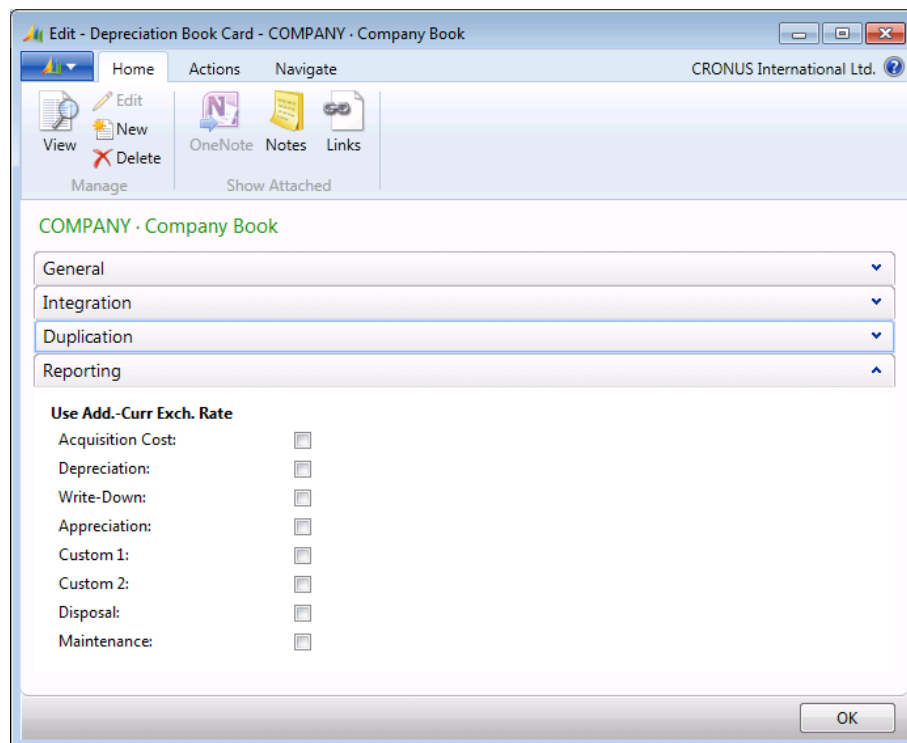 Edit - Depreciation Book Card - COMPANY · Company Book
Home Actions Navigate CRONUS International Ltd.
View
Edit
New
Delete
OneNote Notes Links
Manage Show Attached
COMPANY · Company Book
General
Integration
Duplication
Reporting
Use Add.-Curr Exch. Rate
Acquisition Cost:
Depreciation:
Write-Down:
Appreciation:
Custom 1:
Custom 2:
Disposal:
Maintenance:
OK